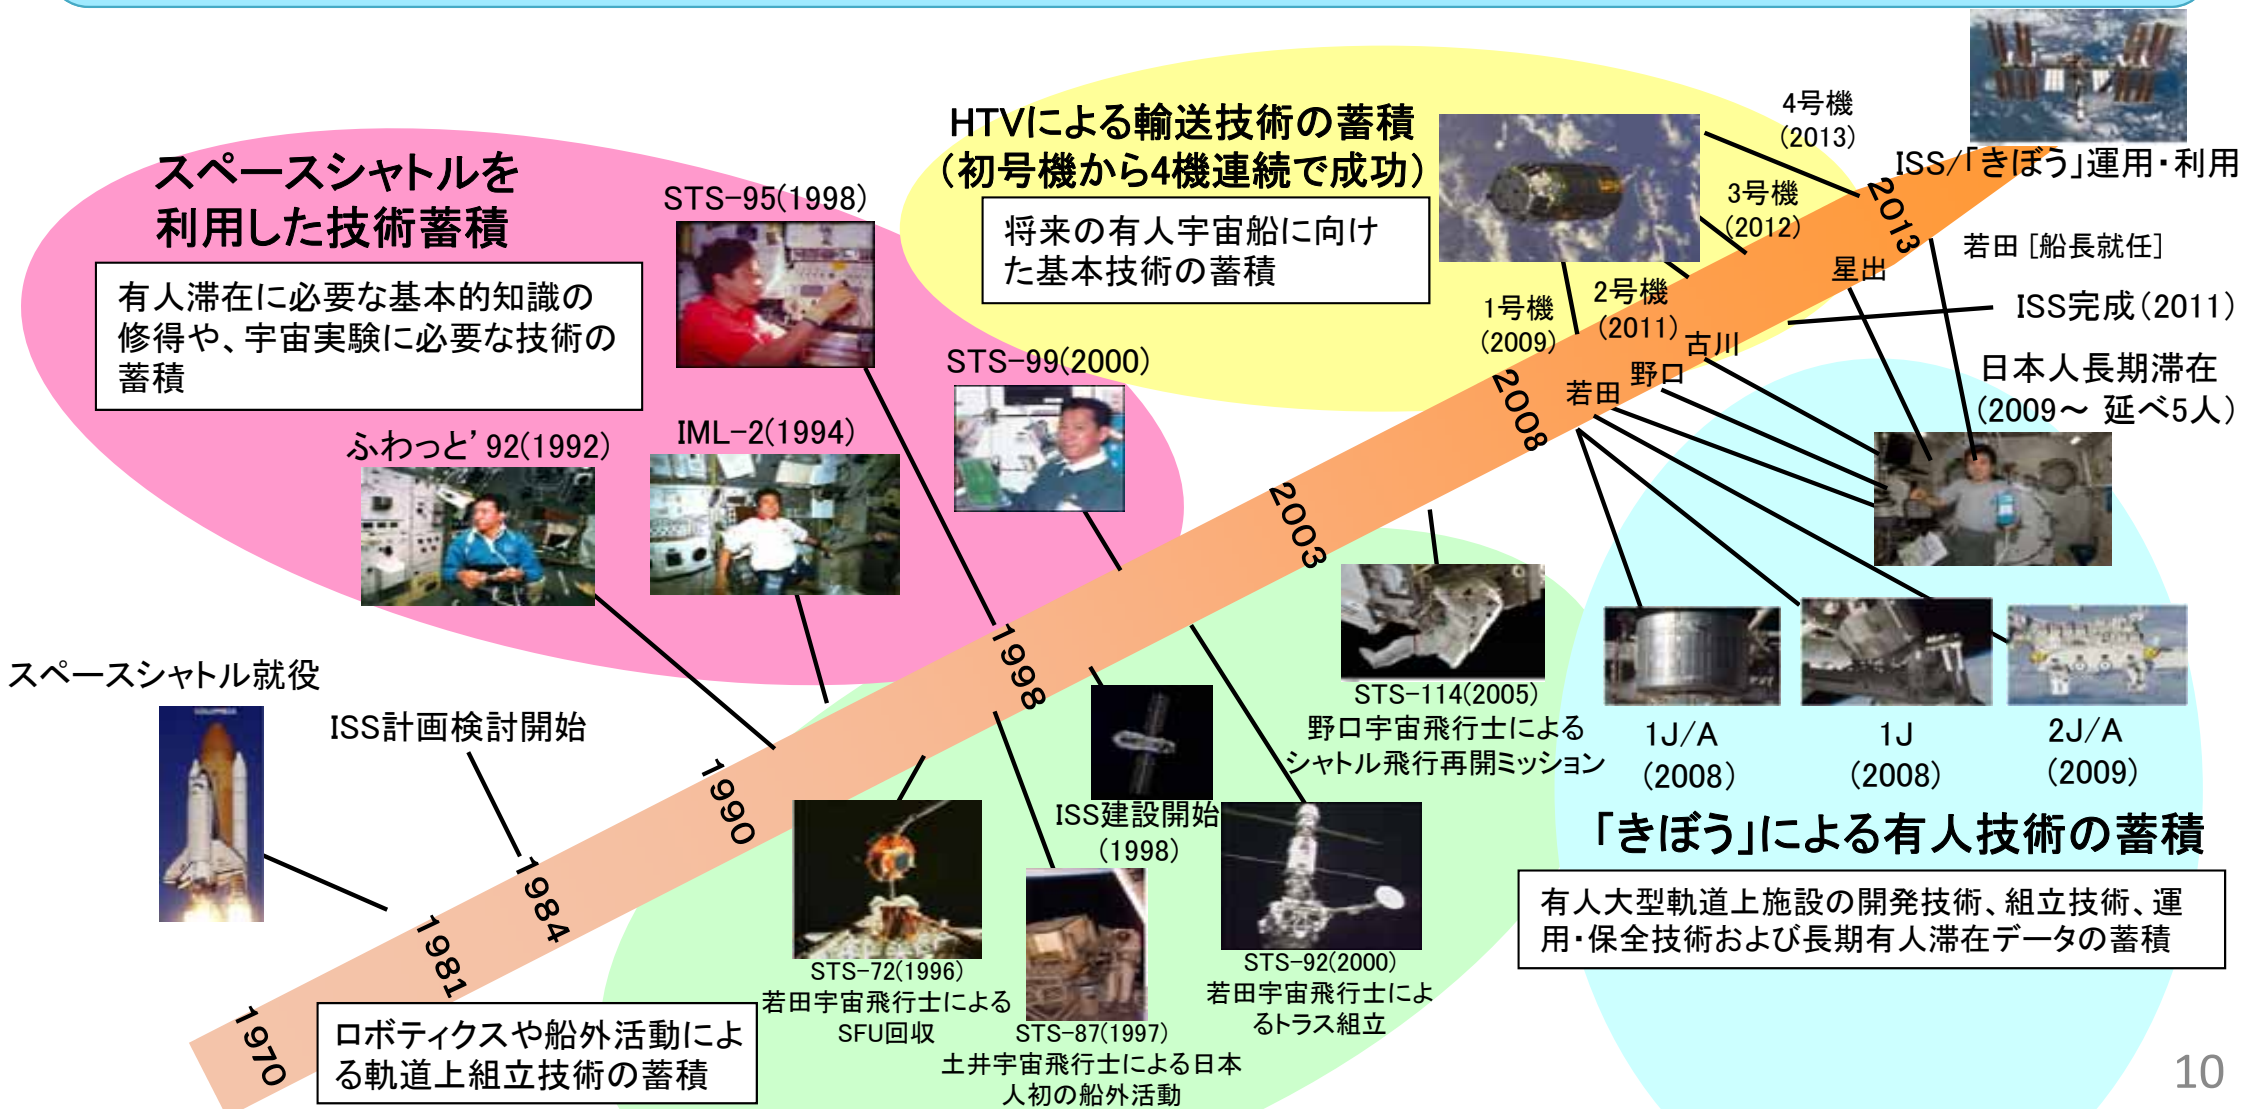 スペースシャトルを
利用した技術蓄積
有人滞在に必要な基本的知識の
修得や、宇宙実験に必要な技術の
蓄積
STS-95(1998)
STS-99(2000)
ふわっと’92(1992)
IML-2(1994)
HTVによる輸送技術の蓄積
(初号機から4機連続で成功)
将来の有人宇宙船に向け
た基本技術の蓄積
1号機
(2009)
2号機
(2011)
3号機
(2012)
4号機
(2013)
ISS/「きぼう」運用・利用
若田 [船長就任]
星出
ISS完成(2011)
古川
野口
若田
日本人長期滞在
(2009～ 延べ5人)
スペースシャトル就役
ISS計画検討開始
1970
1981
1984
1990
1998
2003
2008
2013
ロボティクスや船外活動によ
る軌道上組立技術の蓄積
STS-72(1996)
若田宇宙飛行士による
SFU回収
STS-87(1997)
土井宇宙飛行士による日本
人初の船外活動
ISS建設開始
(1998)
STS-92(2000)
若田宇宙飛行士によ
るトラス組立
STS-114(2005)
野口宇宙飛行士による
シャトル飛行再開ミッション
1J/A
(2008)
1J
(2008)
2J/A
(2009)
「きぼう」による有人技術の蓄積
有人大型軌道上施設の開発技術、組立技術、運
用・保全技術および長期有人滞在データの蓄積
10